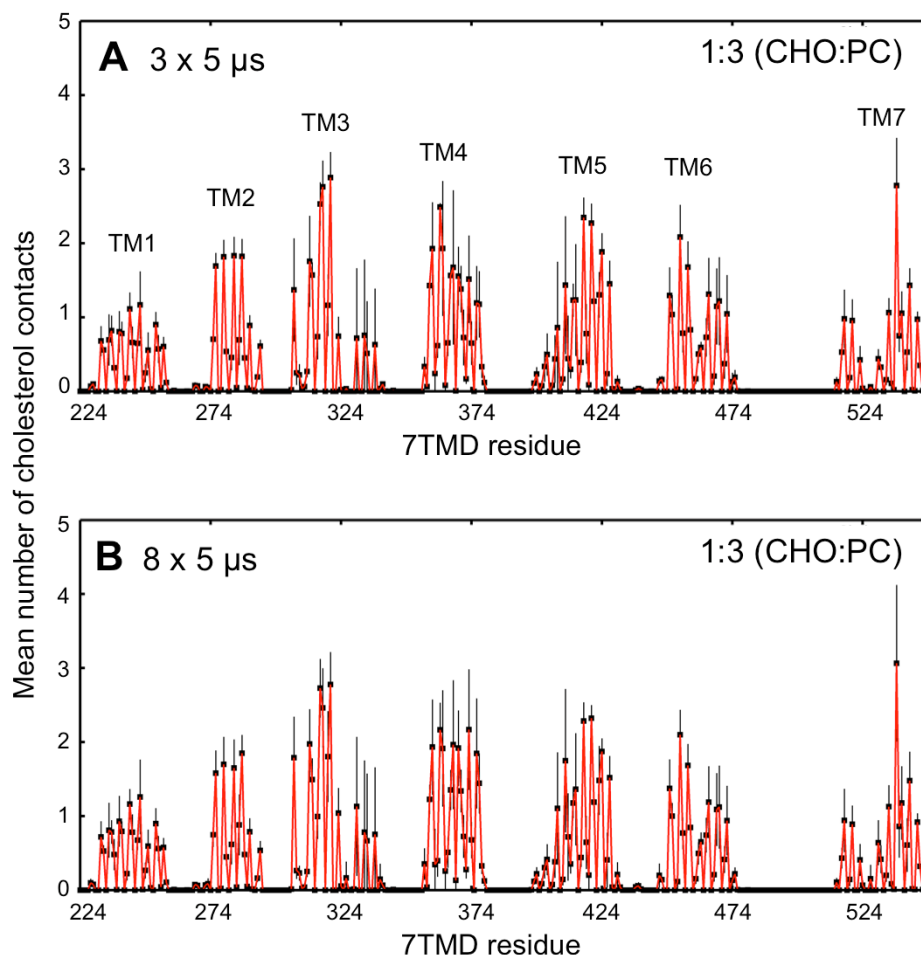 Mean number of cholesterol contacts
A 3 x 5 µs 1:3 (CHO:PC)
5
4
3
2
1
0
TM1 TM2 TM3 TM4 TM5 TM6 TM7
224 274 324 374 424 474 524
7TMD residue
B 8 x 5 µs 1:3 (CHO:PC)
5
4
3
2
1
0
224 274 324 374 424 474 524
7TMD residue